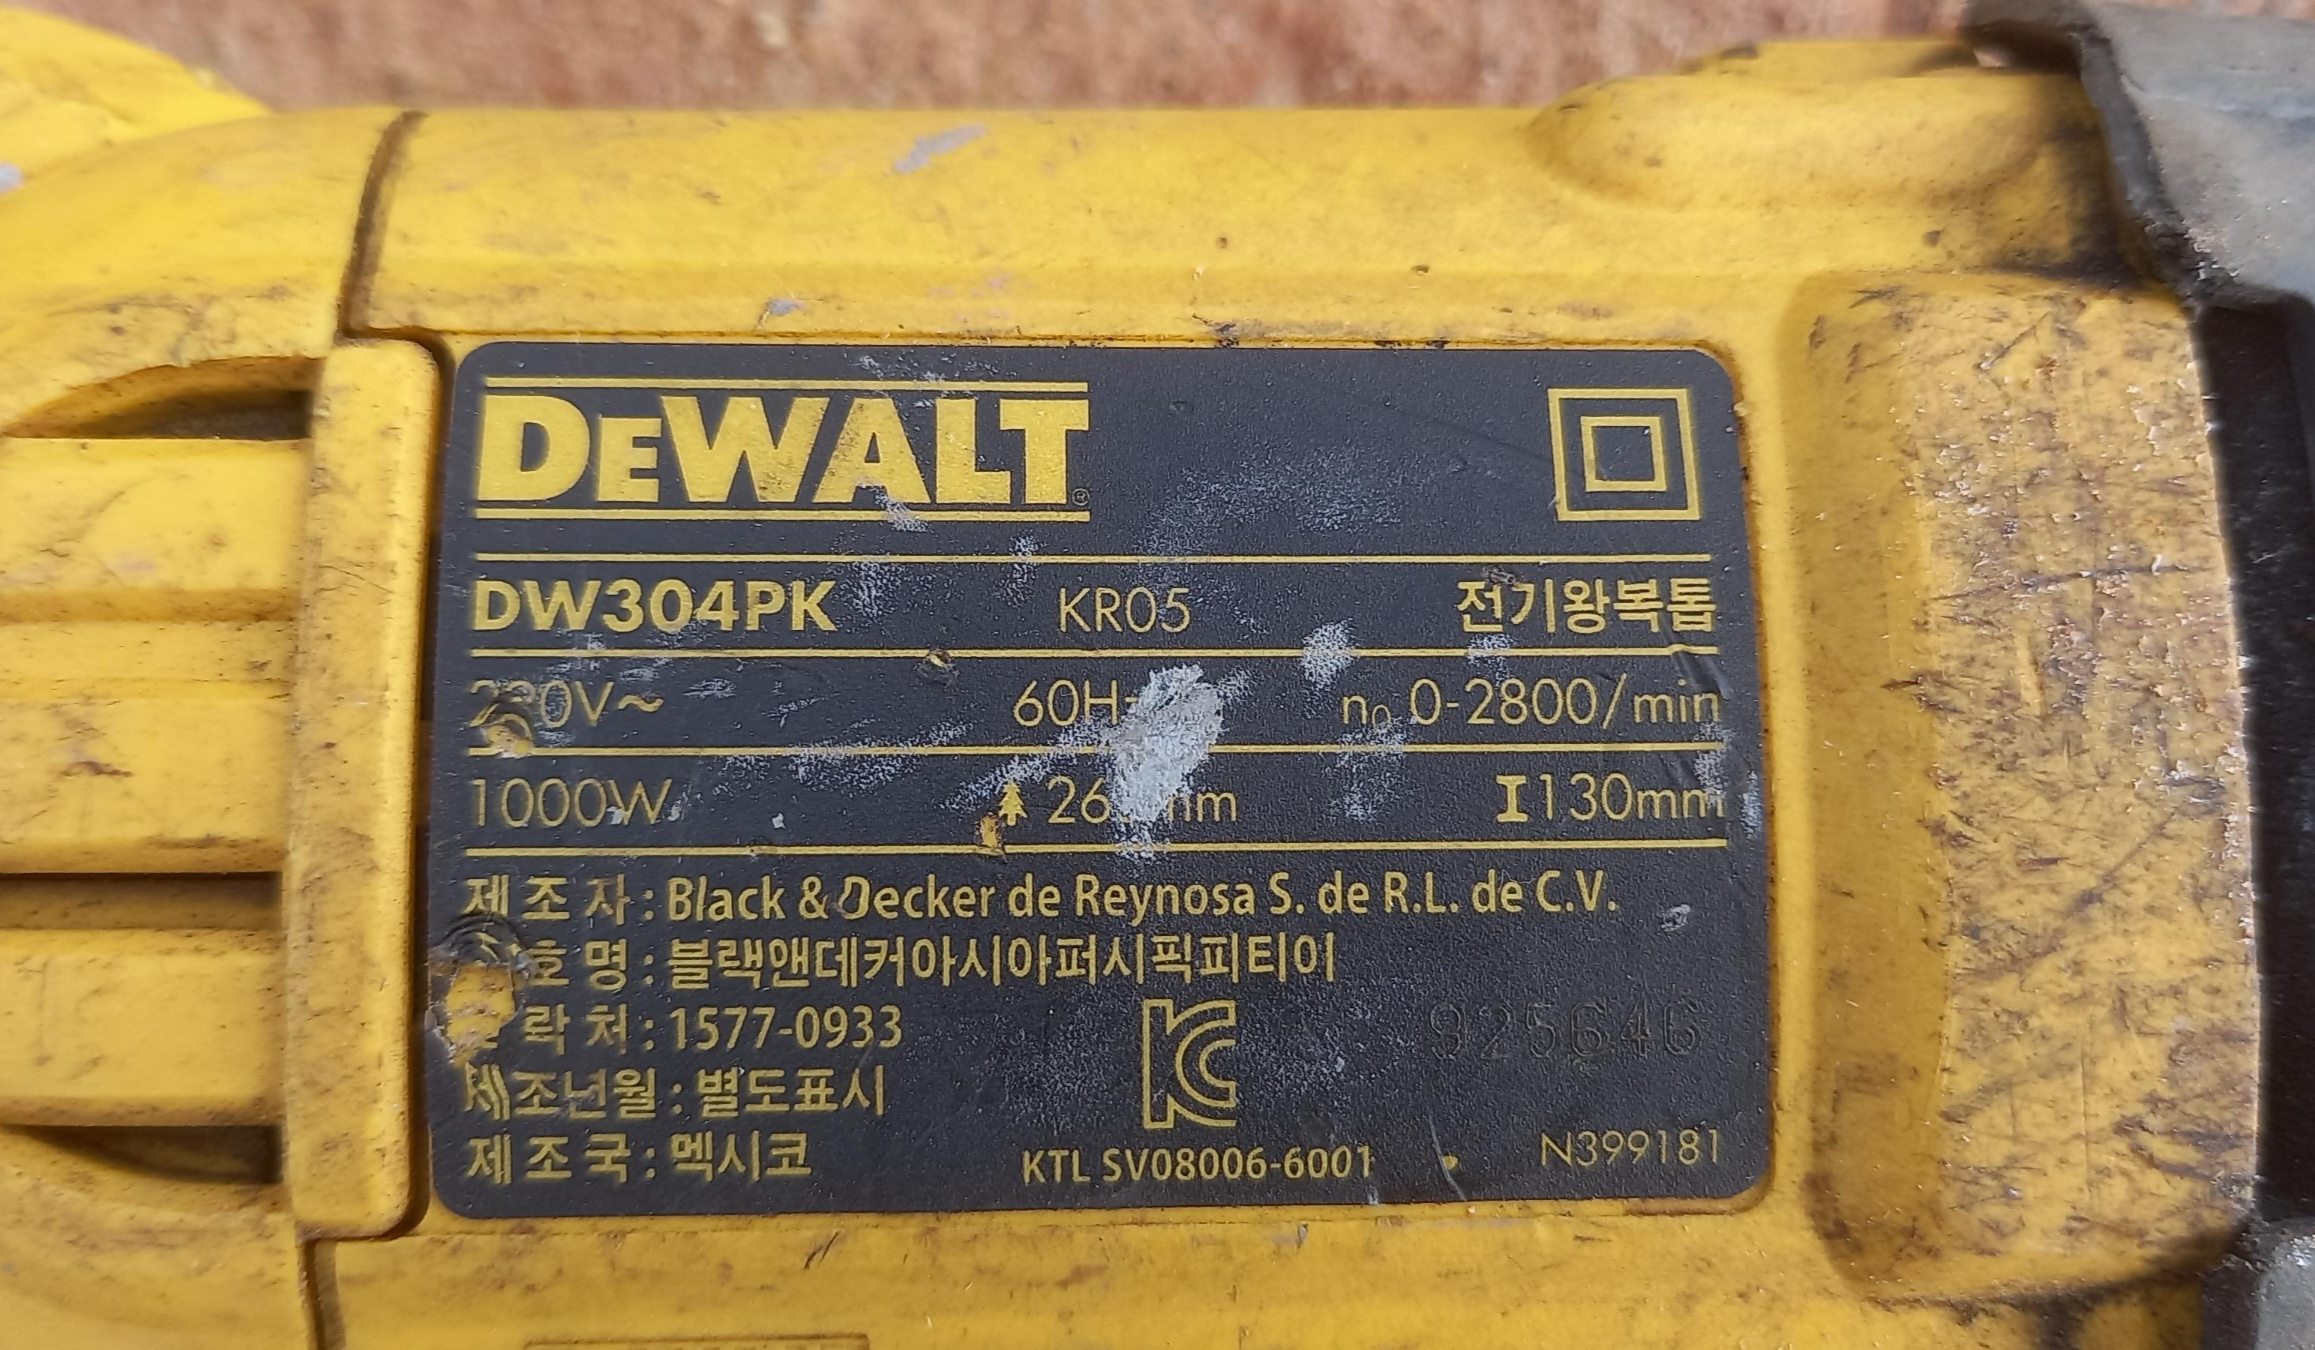 DEWALT®
DW304PK KR05 전기왕복톱
60H n₀ 0-2800/min
1000W 130mm
제 조 자 : Black & Decker de Reynosa S. de R.L. de C.V.
호 명 : 블랙앤데커아시아퍼시픽피티이
락 처 : 1577-0933
제조년월 : 별도표시
925646
제 조 국 : 멕시코
KC
KTL SV08006-6001
N399181